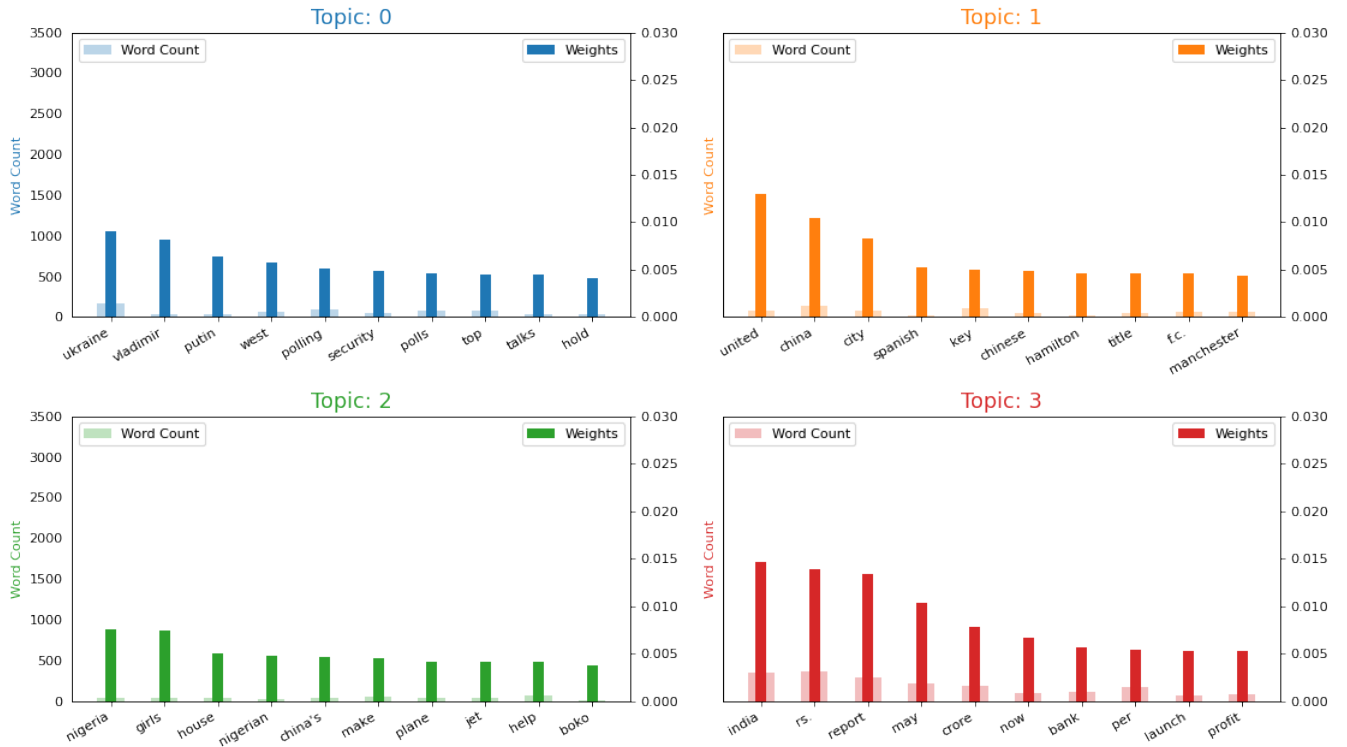 Topic: 0
Word Count
Weights
Word Count
3500
3000
2500
2000
1500
1000
500
0
0.030
0.025
0.020
0.015
0.010
0.005
0.000
ukraine
vladimir
putin
west
polling
security
polls
top
talks
hold
Topic: 1
Word Count
Weights
Word Count
0.030
0.025
0.020
0.015
0.010
0.005
0.000
united
china
city
spanish
key
chinese
hamilton
title
f.c.
manchester
Topic: 2
Word Count
Weights
Word Count
3500
3000
2500
2000
1500
1000
500
0
0.030
0.025
0.020
0.015
0.010
0.005
0.000
nigeria
girls
house
nigerian
china's
make
plane
jet
help
boko
Topic: 3
Word Count
Weights
Word Count
0.030
0.025
0.020
0.015
0.010
0.005
0.000
india
rs.
report
may
crore
now
bank
per
launch
profit